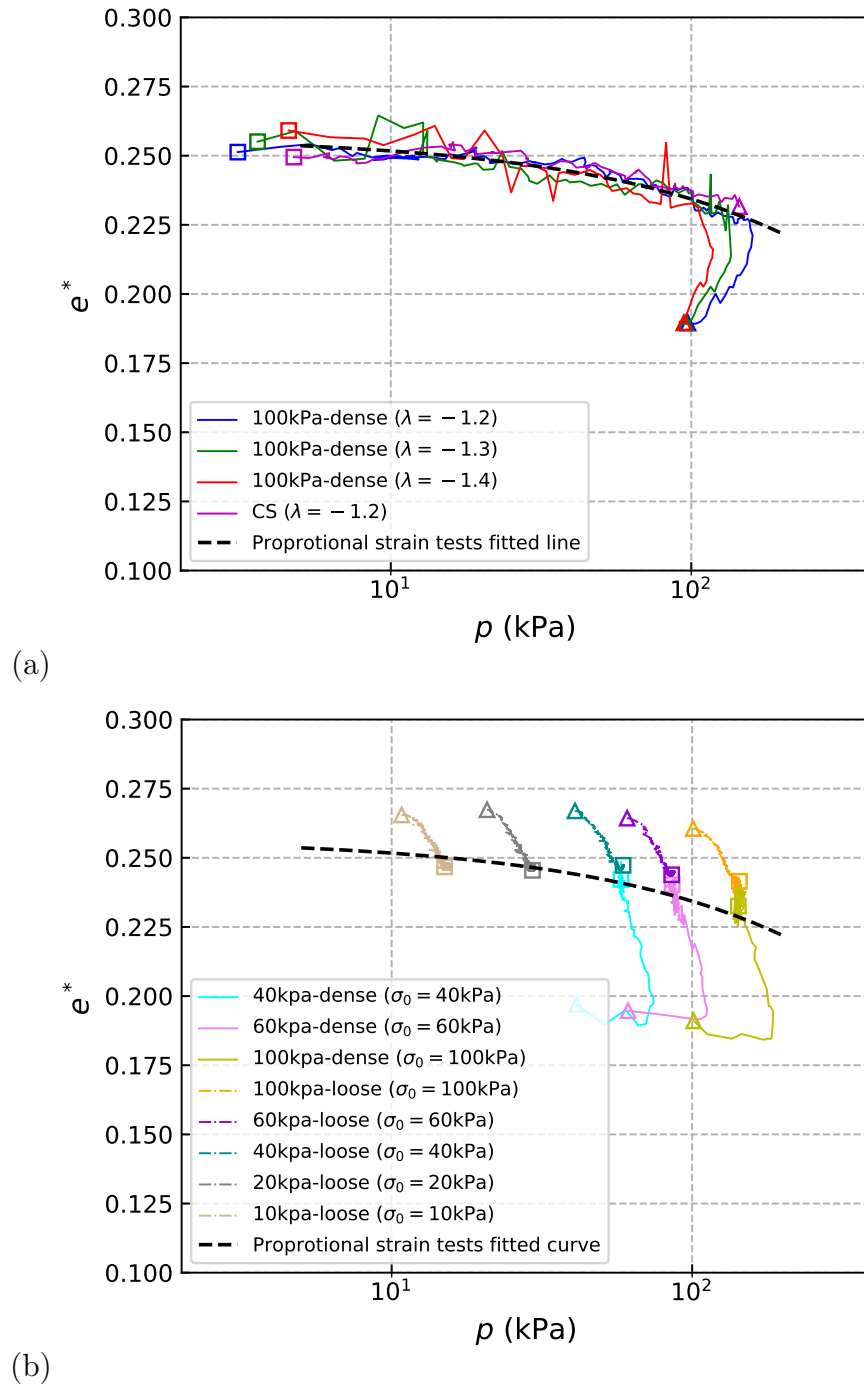 0.300
0.275
0.250
0.225
0.200
0.175
0.150
0.125
0.100
e*
100kPa-dense (λ = −1.2)
100kPa-dense (λ = −1.3)
100kPa-dense (λ = −1.4)
CS (λ = −1.2)
Proprotional strain tests fitted line
10¹ 10²
p (kPa)
(a)
0.300
0.275
0.250
0.225
0.200
0.175
0.150
0.125
0.100
e*
40kpa-dense (σ₀ = 40kPa)
60kpa-dense (σ₀ = 60kPa)
100kpa-dense (σ₀ = 100kPa)
100kpa-loose (σ₀ = 100kPa)
60kpa-loose (σ₀ = 60kPa)
40kpa-loose (σ₀ = 40kPa)
20kpa-loose (σ₀ = 20kPa)
10kpa-loose (σ₀ = 10kPa)
Proprotional strain tests fitted curve
10¹ 10²
p (kPa)
(b)